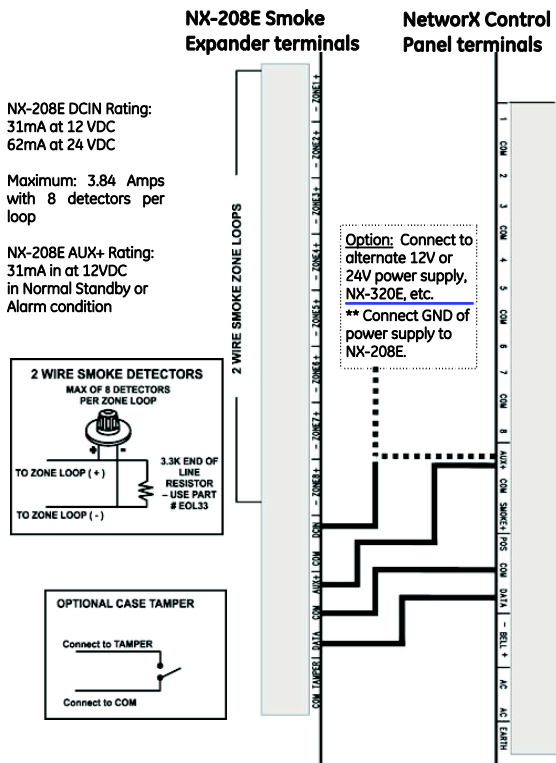 NX-208E Smoke
Expander terminals
NetworX Control
Panel terminals
NX-208E DCIN Rating:
31mA at 12 VDC
62mA at 24 VDC
Maximum: 3.84 Amps
with 8 detectors per
loop
NX-208E AUX+ Rating:
31mA in at 12VDC
in Normal Standby or
Alarm condition
2 WIRE SMOKE ZONE LOOPS
- ZONE1 +
- ZONE2 +
- ZONE3 +
- ZONE4 +
- ZONE5 +
- ZONE6 +
- ZONE7 +
- ZONE8 +
DCIN
COM
AUX+
COM
DATA
TAMPER
COM
Option: Connect to
alternate 12V or
24V power supply,
NX-320E, etc.
** Connect GND of
power supply to
NX-208E.
1
COM
2
3
COM
4
5
COM
6
7
COM
8
AUX+
COM
SMOKE+
POS
COM
DATA
- BELL +
AC
AC
EARTH
2 WIRE SMOKE DETECTORS
MAX OF 8 DETECTORS
PER ZONE LOOP
+ -
TO ZONE LOOP ( + )
3.3K END OF
LINE
RESISTOR
– USE PART
# EOL33
TO ZONE LOOP ( - )
OPTIONAL CASE TAMPER
Connect to TAMPER
Connect to COM